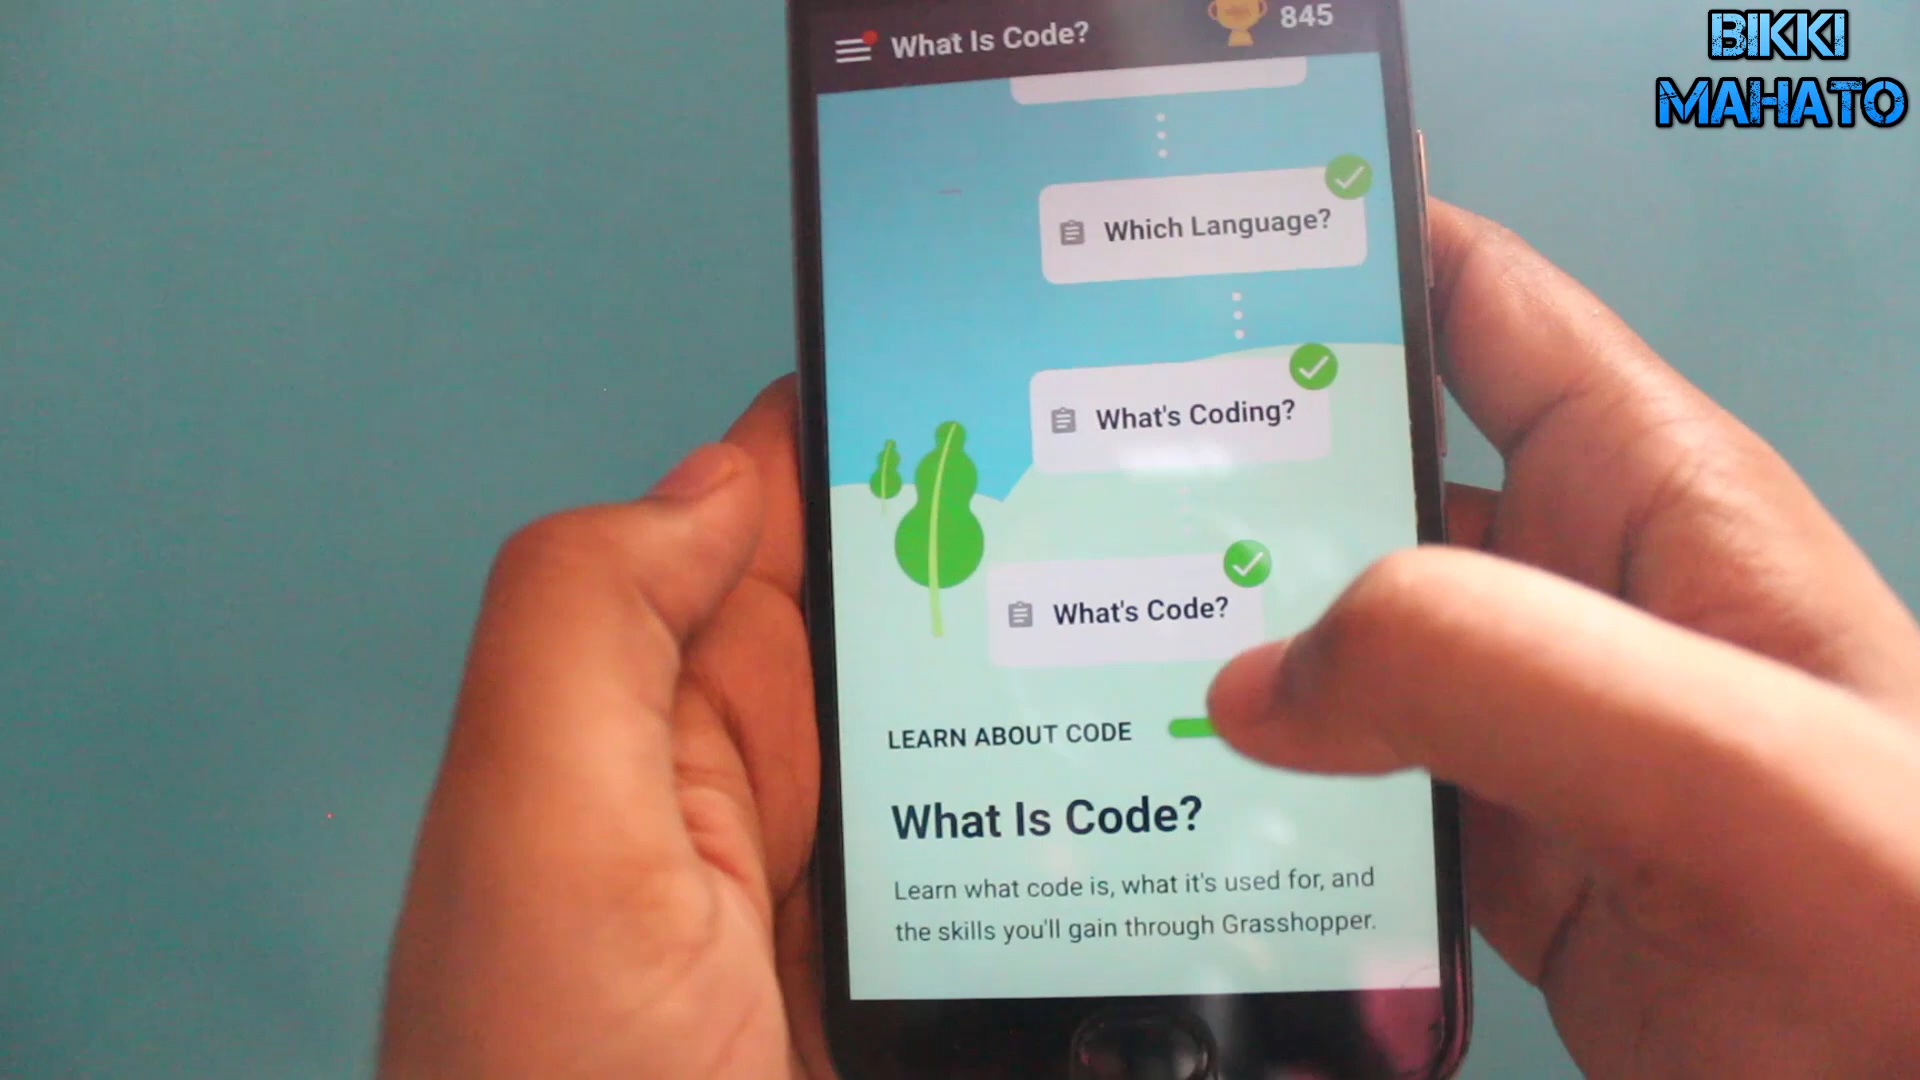 BIKKI
MAHATO
What Is Code?
845
Which Language?
What's Coding?
What's Code?
LEARN ABOUT CODE
What Is Code?
Learn what code is, what it's used for, and
the skills you'll gain through Grasshopper.